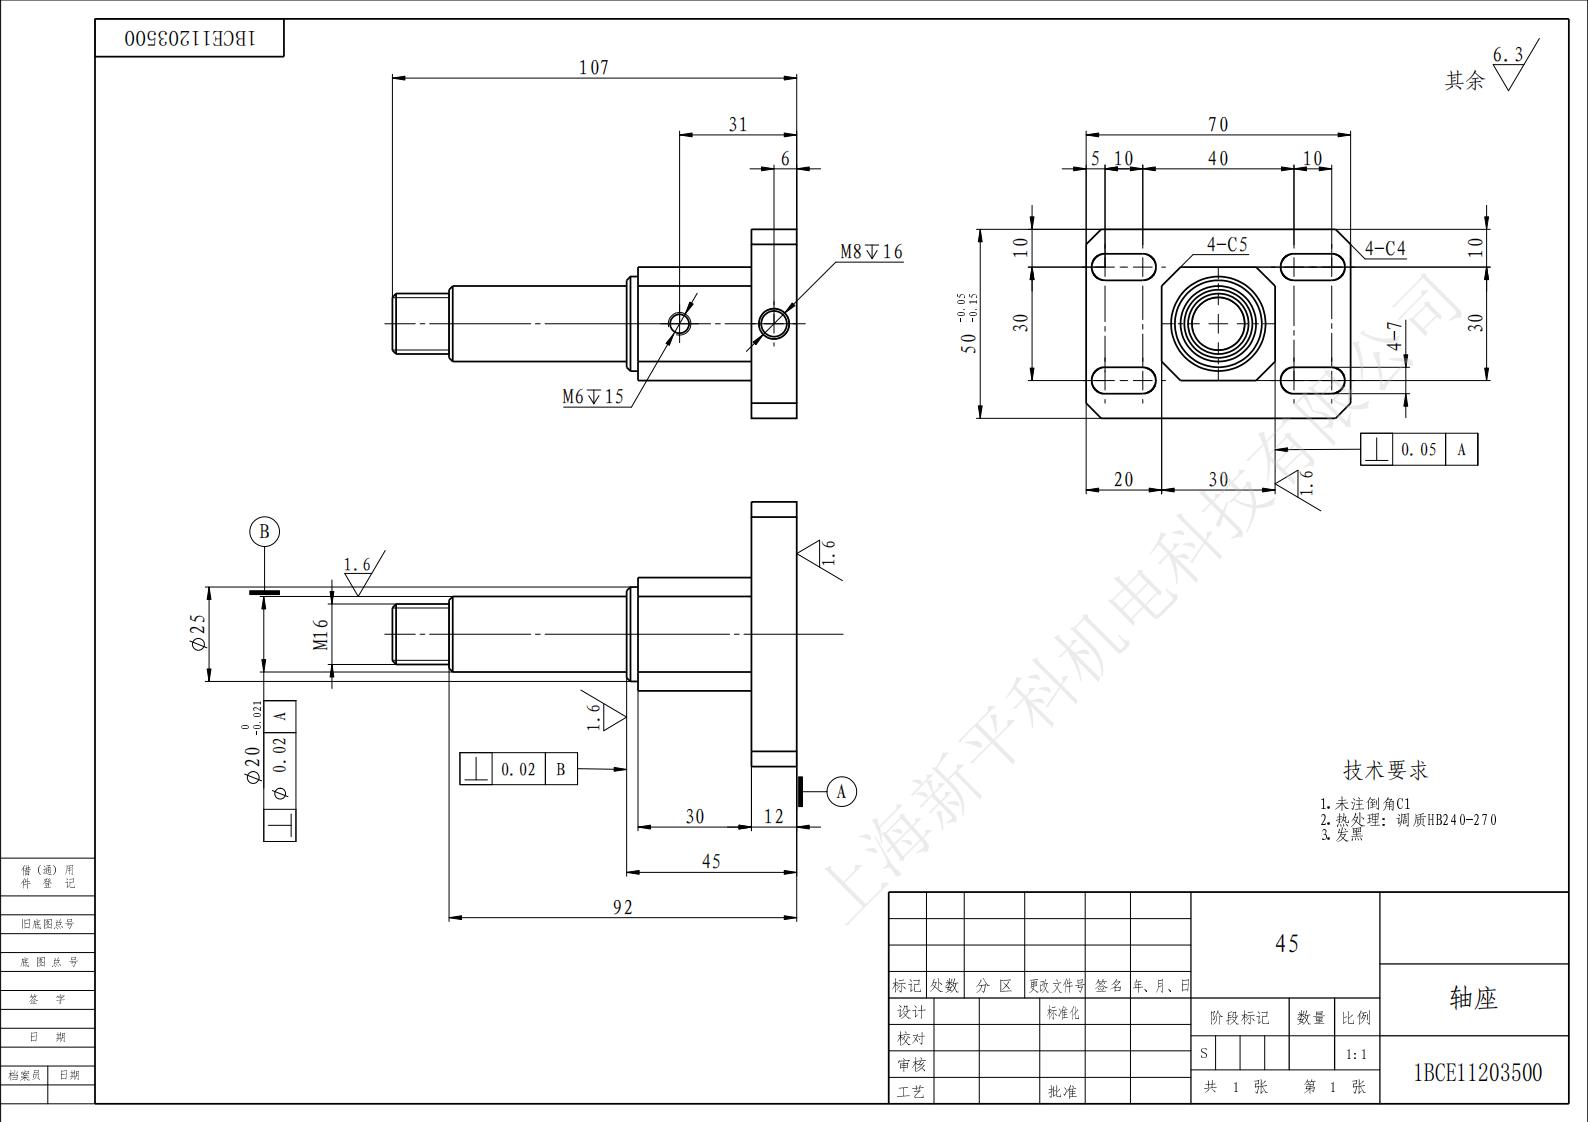 1BCE11203500
107
31
6
M8↧16
M6↧15
其余 6.3
70
5 10 40 10
4-C5
4-C4
10
30
50 -0.05 -0.15
10
30
4-7
⊥ 0.05 A
20 30
1.6
B
1.6
1.6
⌀25
M16
⌀20 0 -0.021
⊥ ⌀ 0.02 A
1.6
⊥ 0.02 B
A
30 12
45
92
技术要求
1.未注倒角C1
2.热处理：调质HB240-270
3.发黑
上海新平科机电科技有限公司
借(通)用
件 登 记
旧底图总号
底 图 总 号
签 字
日 期
档案员 日期
45
标记 处数 分 区 更改文件号 签名 年、月、日
设计 标准化
校对
审核
工艺 批准
阶段标记 数量 比例
S 1:1
共 1 张 第 1 张
轴座
1BCE11203500